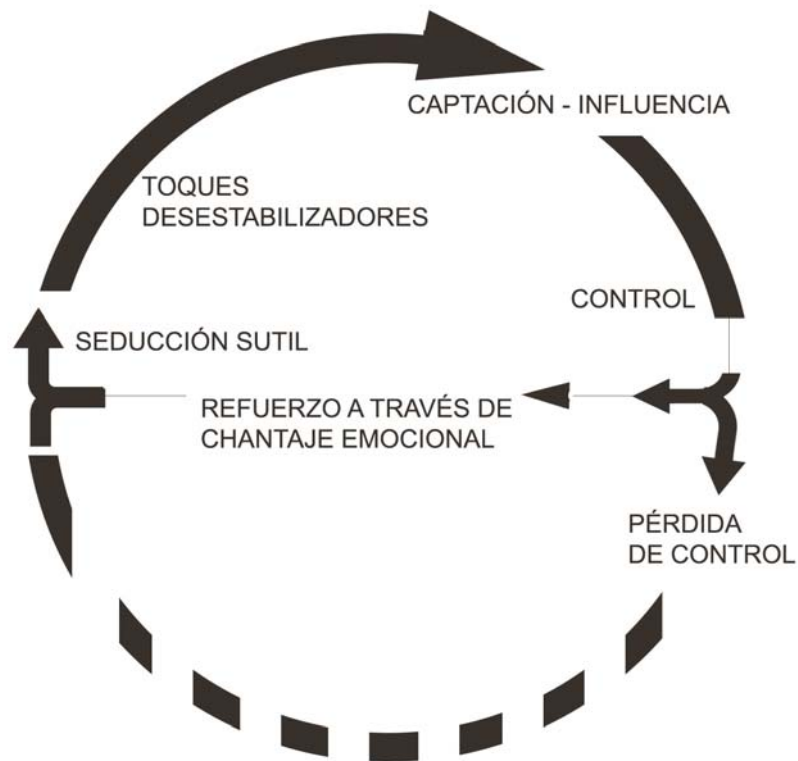 CAPTACIÓN - INFLUENCIA
TOQUES
DESESTABILIZADORES
CONTROL
SEDUCCIÓN SUTIL
REFUERZO A TRAVÉS DE
CHANTAJE EMOCIONAL
PÉRDIDA
DE CONTROL